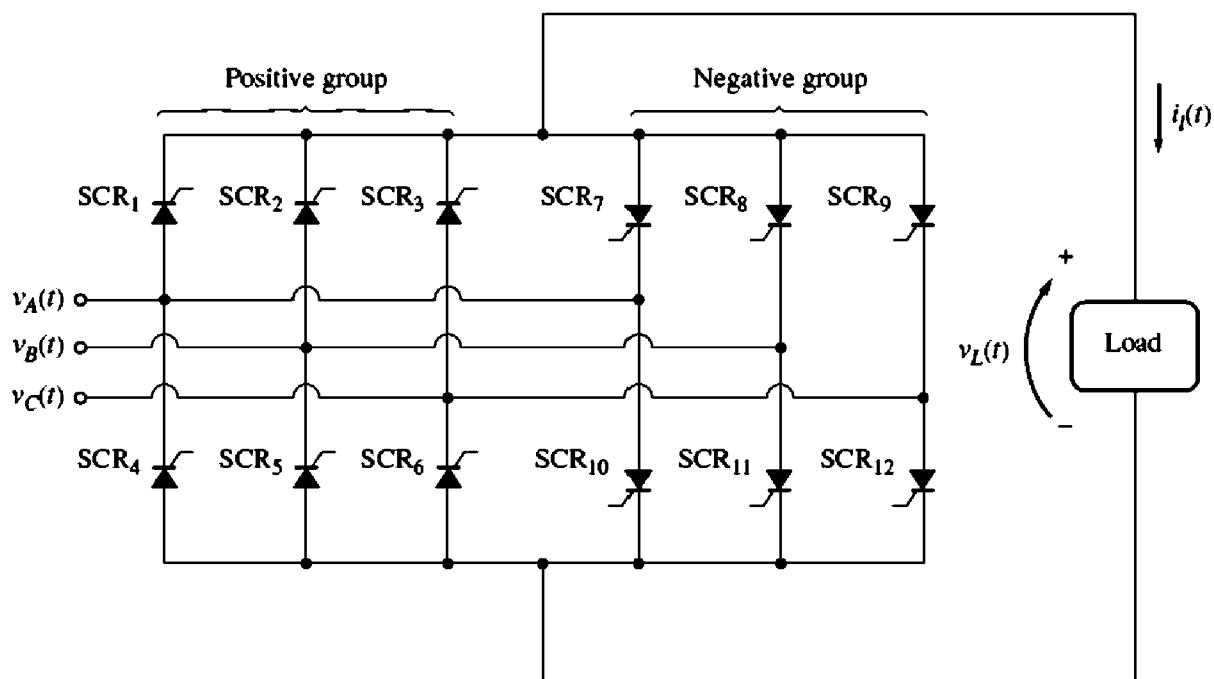 Positive group
Negative group
i_l(t)
SCR₁
SCR₂
SCR₃
SCR₇
SCR₈
SCR₉
v_A(t)
v_B(t)
v_C(t)
+
v_L(t)
Load
–
SCR₄
SCR₅
SCR₆
SCR₁₀
SCR₁₁
SCR₁₂